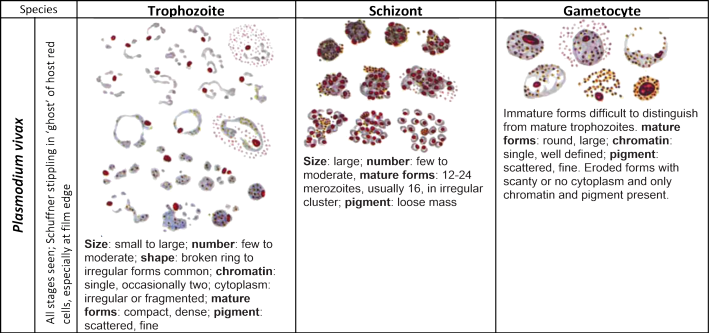 Species
Trophozoite
Schizont
Gametocyte
Plasmodium vivax
All stages seen; Schuffner stippling in 'ghost' of host red
cells, especially at film edge
Size: small to large; number: few to
moderate; shape: broken ring to
irregular forms common; chromatin:
single, occasionally two; cytoplasm:
irregular or fragmented; mature
forms: compact, dense; pigment:
scattered, fine
Size: large; number: few to
moderate, mature forms: 12-24
merozoites, usually 16, in irregular
cluster; pigment: loose mass
Immature forms difficult to distinguish
from mature trophozoites. mature
forms: round, large; chromatin:
single, well defined; pigment:
scattered, fine. Eroded forms with
scanty or no cytoplasm and only
chromatin and pigment present.